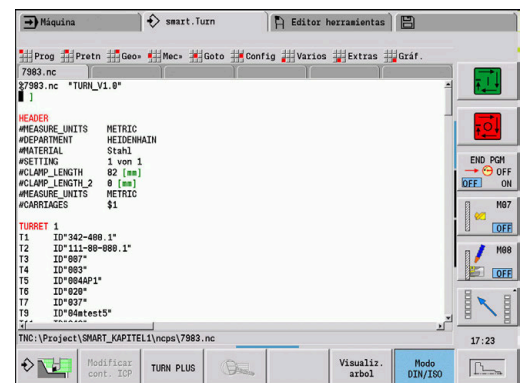 Máquina
smart.Turn
Editor herramientas
Prog Pretn Geo» Mec» Goto Config Varios Extras Gráf.
7983.nc
%7983.nc "TURN_V1.0"
[ ]
HEADER
#MEASURE_UNITS METRIC
#DEPARTMENT HEIDENHAIN
#MATERIAL Stahl
#SETTING 1 von 1
#CLAMP_LENGTH 82 [mm]
#CLAMP_LENGTH_2 0 [mm]
#MEASURE_UNITS METRIC
#CARRIAGES $1
TURRET 1
T1 ID"342-400.1"
T2 ID"111-80-080.1"
T3 ID"007"
T4 ID"003"
T5 ID"004AP1"
T6 ID"020"
T7 ID"037"
T9 ID"04mtest5"
TNC:\Project\SMART_KAPITEL1\ncps\7983.nc
END PGM
OFF
OFF ON
M07
OFF
M08
OFF
17:23
Modificar cont. ICP
TURN PLUS
Visualiz. arbol
Modo DIN/ISO